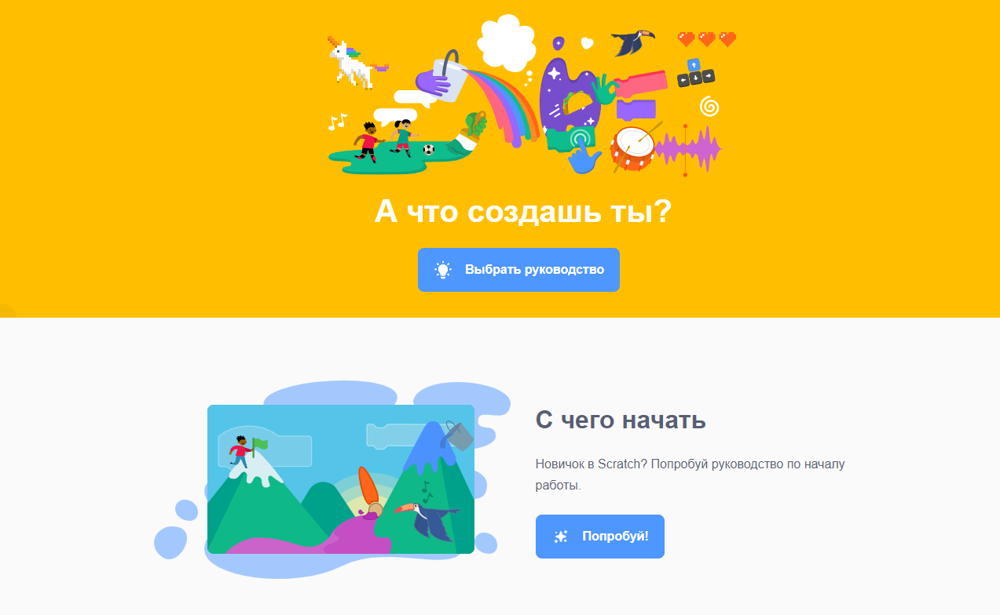 А что создашь ты?
Выбрать руководство
С чего начать
Новичок в Scratch? Попробуй руководство по началу
работы.
Попробуй!